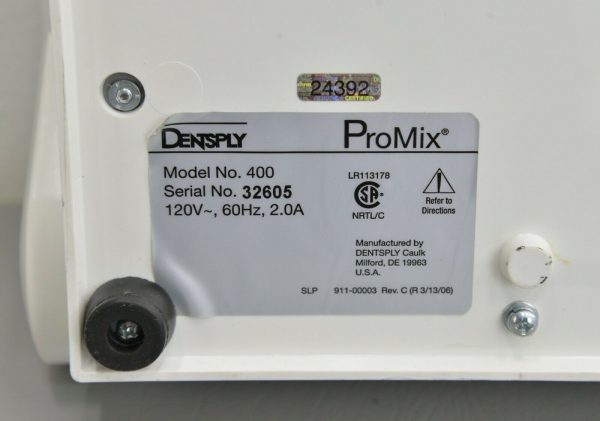 24392
CERTIFIED
DENTSPLY
ProMix®
Model No. 400
Serial No. 32605
120V~, 60Hz, 2.0A
LR113178
NRTL/C
Refer to
Directions
Manufactured by
DENTSPLY Caulk
Milford, DE 19963
U.S.A.
SLP 911-00003 Rev. C (R 3/13/06)